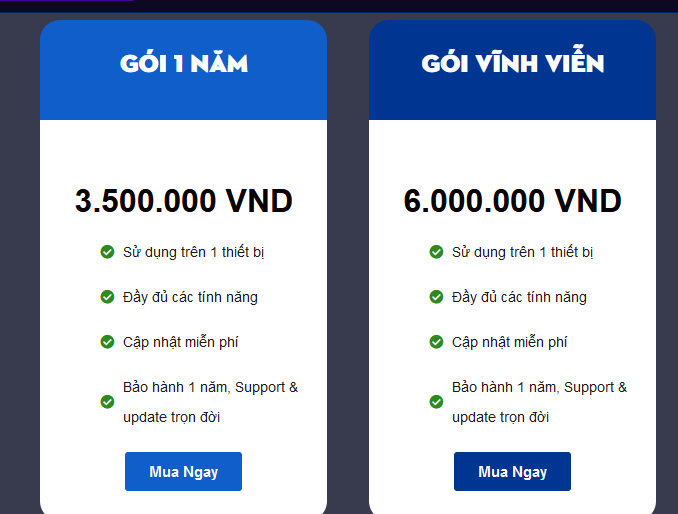 GÓI 1 NĂM
3.500.000 VND
Sử dụng trên 1 thiết bị
Đầy đủ các tính năng
Cập nhật miễn phí
Bảo hành 1 năm, Support &
update trọn đời
Mua Ngay
GÓI VĨNH VIỄN
6.000.000 VND
Sử dụng trên 1 thiết bị
Đầy đủ các tính năng
Cập nhật miễn phí
Bảo hành 1 năm, Support &
update trọn đời
Mua Ngay